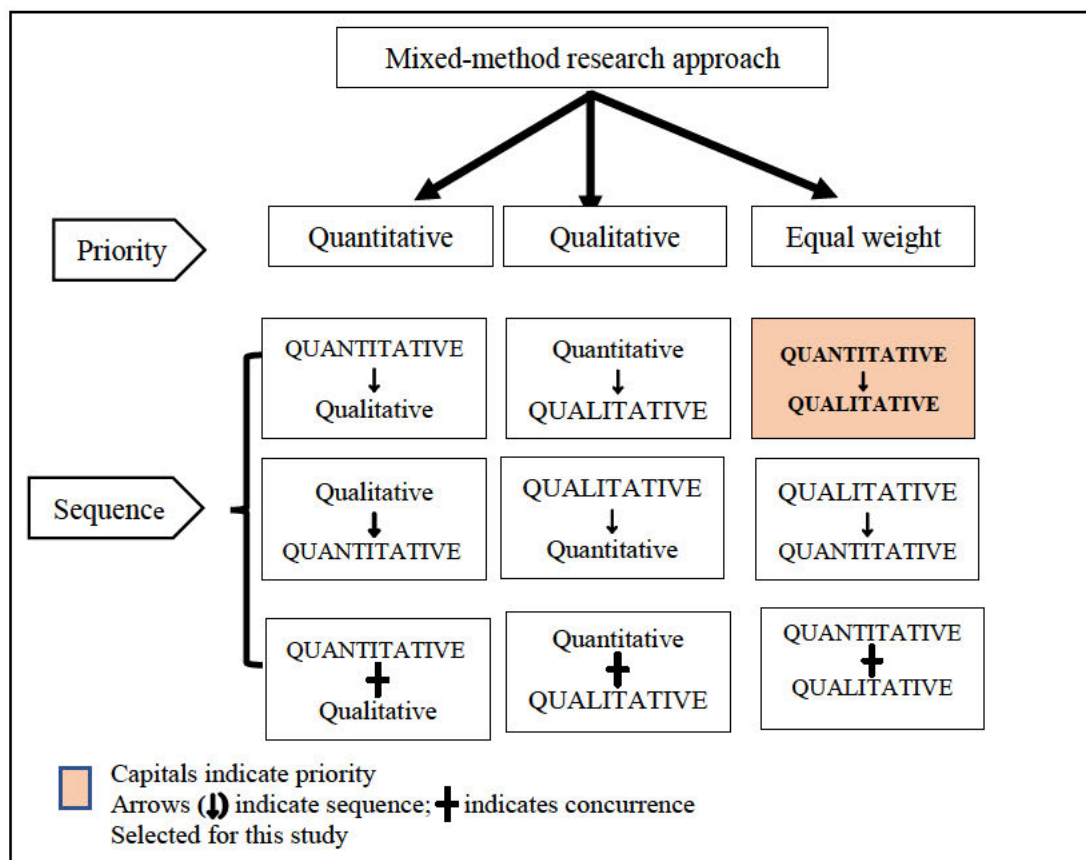 Mixed-method research approach
Priority
Quantitative
Qualitative
Equal weight
QUANTITATIVE
↓
Qualitative
Quantitative
↓
QUALITATIVE
QUANTITATIVE
↓
QUALITATIVE
Sequence
Qualitative
↓
QUANTITATIVE
QUALITATIVE
↓
Quantitative
QUALITATIVE
↓
QUANTITATIVE
QUANTITATIVE
+
Qualitative
Quantitative
+
QUALITATIVE
QUANTITATIVE
+
QUALITATIVE
Capitals indicate priority
Arrows (↓) indicate sequence; + indicates concurrence
Selected for this study